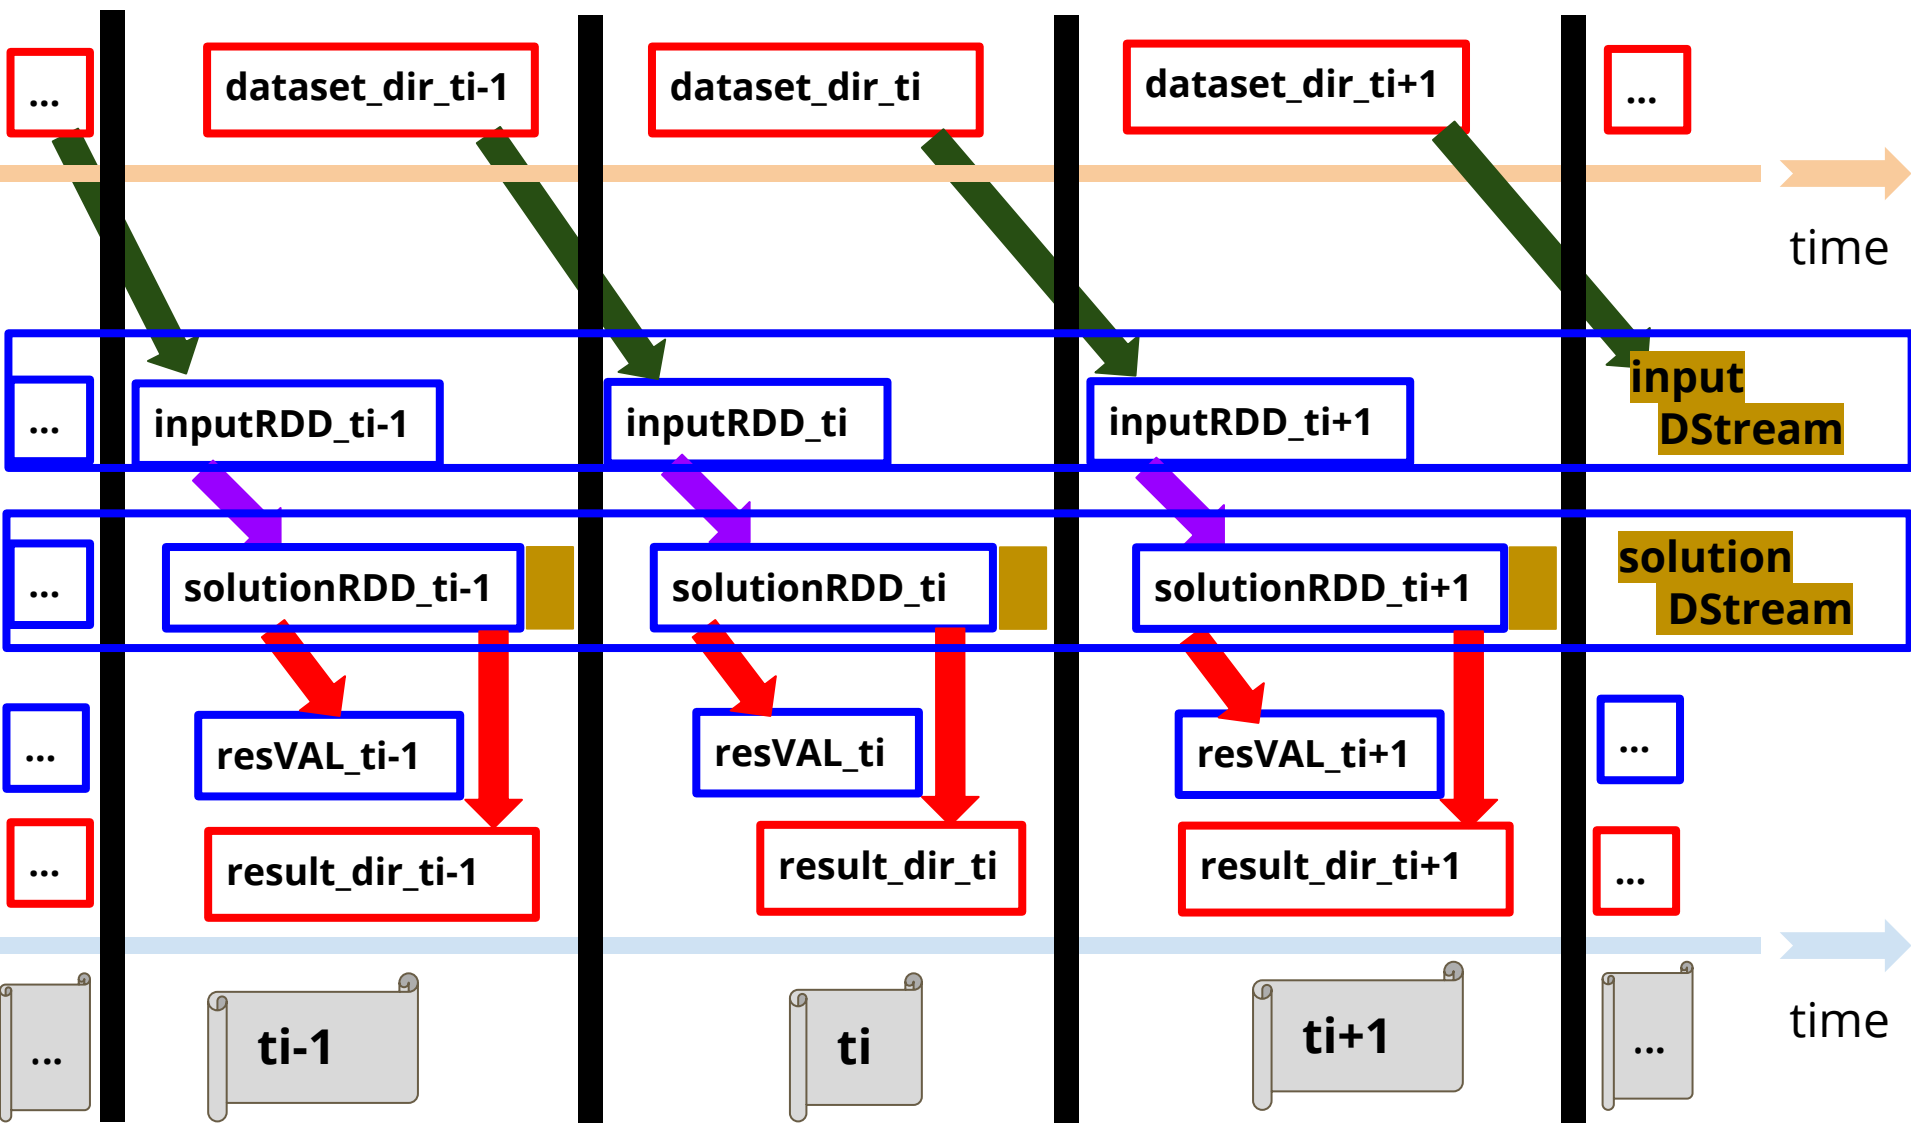 ...
dataset_dir_ti-1
dataset_dir_ti
dataset_dir_ti+1
...
time
...
inputRDD_ti-1
inputRDD_ti
inputRDD_ti+1
input
DStream
...
solutionRDD_ti-1
solutionRDD_ti
solutionRDD_ti+1
solution
DStream
...
resVAL_ti-1
resVAL_ti
resVAL_ti+1
...
...
result_dir_ti-1
result_dir_ti
result_dir_ti+1
...
...
ti-1
ti
ti+1
...
time